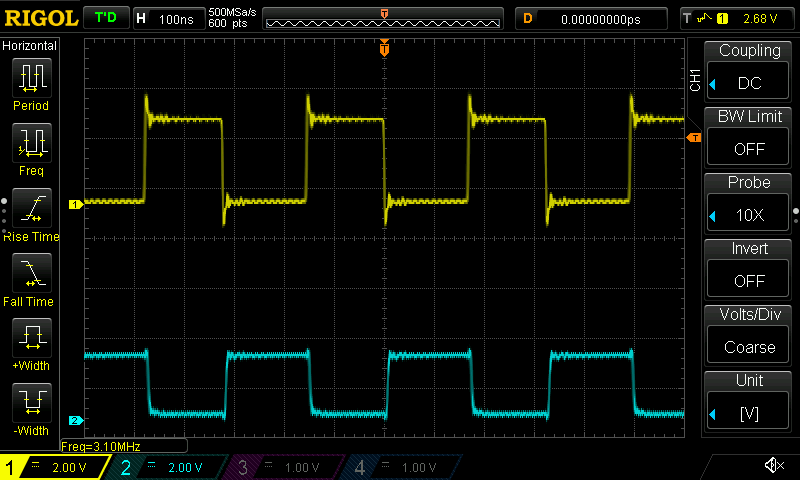 RIGOL T'D H 100ns 500MSa/s D 0.00000000ps T 1 2.68 V
600 pts
T
Horizontal
Period
Freq
Rise Time
Fall Time
+Width
-Width
1
2
T
CH1
Coupling
DC
BW Limit
OFF
Probe
10X
Invert
OFF
Volts/Div
Coarse
Unit
[V]
Freq=3.10MHz
1 2.00 V 2 2.00 V 3 1.00 V 4 1.00 V